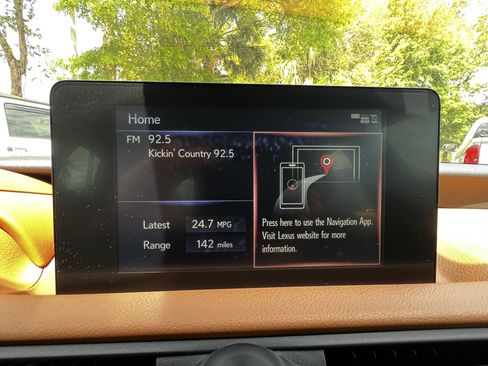 Home
FM 92.5
Kickin' Country 92.5
Latest 24.7 MPG
Range 142 miles
Press here to use the Navigation App.
Visit Lexus website for more
information.